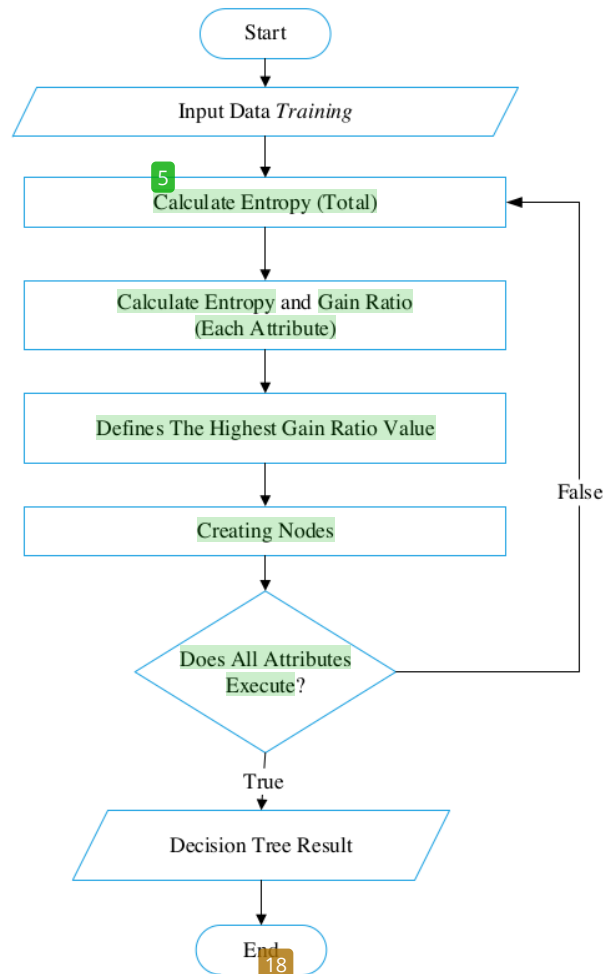 Start
Input Data Training
5
Calculate Entropy (Total)
Calculate Entropy and Gain Ratio
(Each Attribute)
Defines The Highest Gain Ratio Value
Creating Nodes
False
Does All Attributes
Execute?
True
Decision Tree Result
End
18